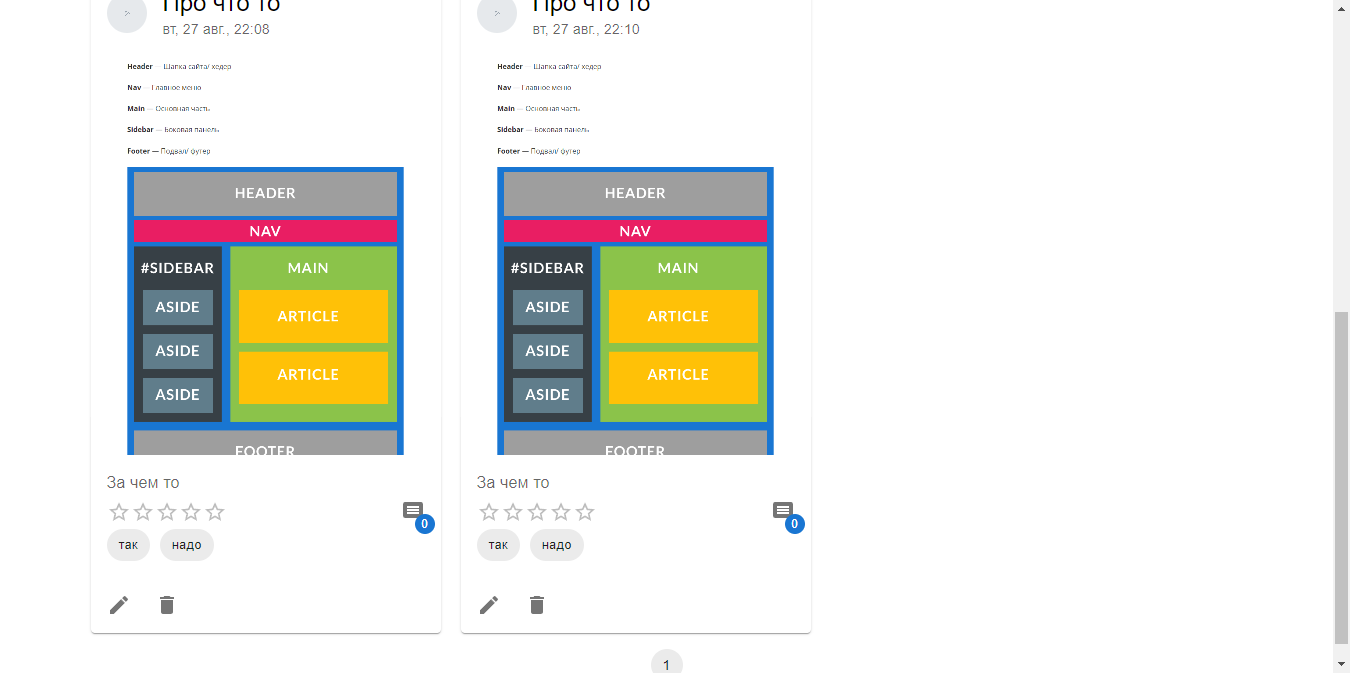 Про что то
вт, 27 авг., 22:08
Header — Шапка сайта/ хедер
Nav — Главное меню
Main — Основная часть
Sidebar — Боковая панель
Footer — Подвал/ футер
HEADER
NAV
#SIDEBAR
MAIN
ASIDE
ARTICLE
ASIDE
ARTICLE
ASIDE
FOOTER
За чем то
0
так надо
Про что то
вт, 27 авг., 22:10
Header — Шапка сайта/ хедер
Nav — Главное меню
Main — Основная часть
Sidebar — Боковая панель
Footer — Подвал/ футер
HEADER
NAV
#SIDEBAR
MAIN
ASIDE
ARTICLE
ASIDE
ARTICLE
ASIDE
FOOTER
За чем то
0
так надо
1